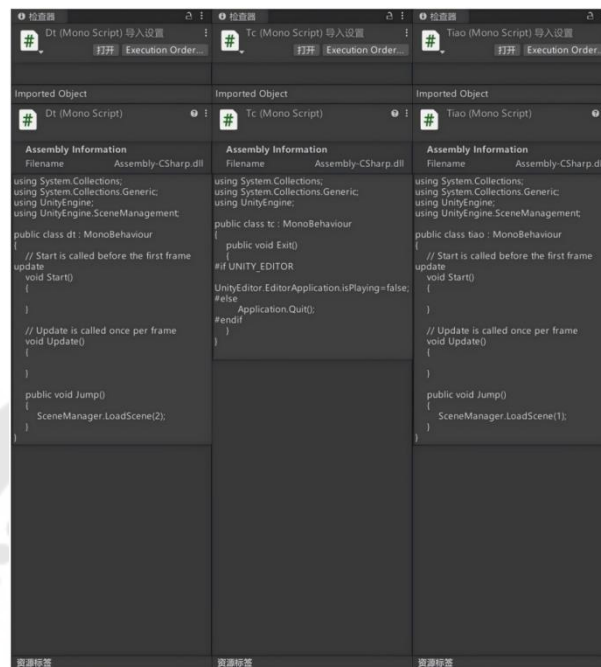 检查器
Dt (Mono Script) 导入设置
打开 Execution Order...
Imported Object
Dt (Mono Script)
Assembly Information
Filename Assembly-CSharp.dll
using System.Collections;
using System.Collections.Generic;
using UnityEngine;
using UnityEngine.SceneManagement;
public class dt : MonoBehaviour
{
// Start is called before the first frame
update
void Start()
{
}
// Update is called once per frame
void Update()
{
}
public void Jump()
{
SceneManager.LoadScene(2);
}
}
资源标签
检查器
Tc (Mono Script) 导入设置
打开 Execution Order...
Imported Object
Tc (Mono Script)
Assembly Information
Filename Assembly-CSharp.dll
using System.Collections;
using System.Collections.Generic;
using UnityEngine;
public class tc : MonoBehaviour
{
public void Exit()
{
#if UNITY_EDITOR
UnityEditor.EditorApplication.isPlaying=false;
#else
Application.Quit();
#endif
}
}
资源标签
检查器
Tiao (Mono Script) 导入设置
打开 Execution Order...
Imported Object
Tiao (Mono Script)
Assembly Information
Filename Assembly-CSharp.dl
using System.Collections;
using System.Collections.Generic;
using UnityEngine;
using UnityEngine.SceneManagement;
public class tiao : MonoBehaviour
{
// Start is called before the first frame
update
void Start()
{
}
// Update is called once per frame
void Update()
{
}
public void Jump()
{
SceneManager.LoadScene(1);
}
}
资源标签